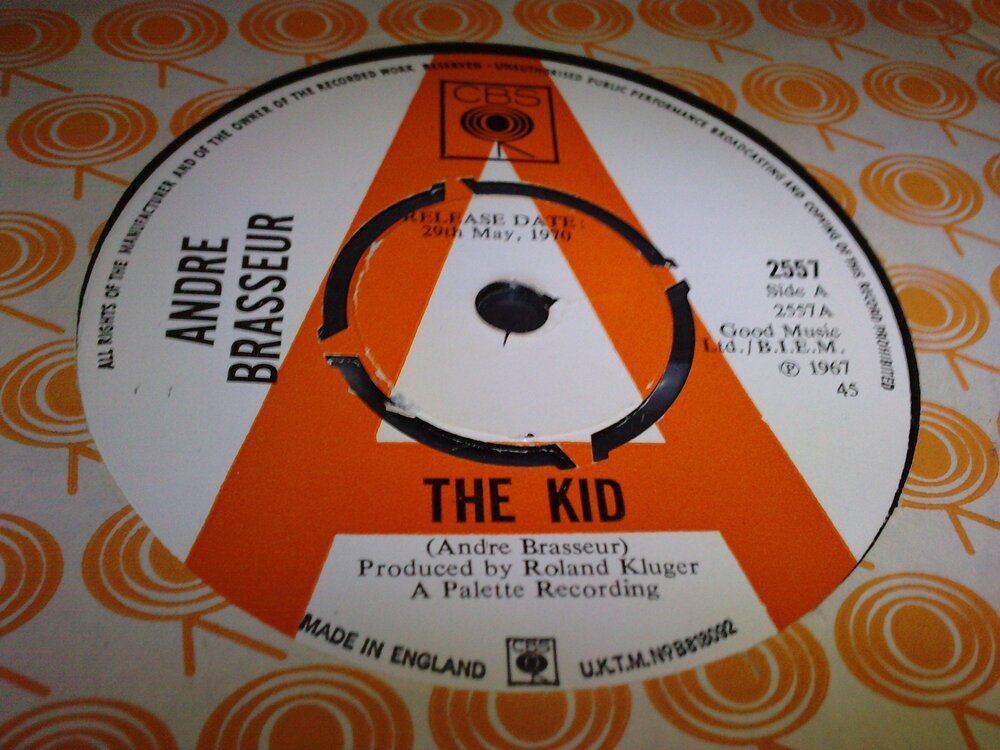 ALL RIGHTS OF THE MANUFACTURER AND OF THE OWNER OF THE RECORDED WORK RESERVED · UNAUTHORISED PUBLIC PERFORMANCE BROADCASTING AND COPYING OF THIS RECORD PROHIBITED
CBS
RELEASE DATE:
29th May, 1970
ANDRE
BRASSEUR
2557
Side A
2557A
Good Music
Ltd./B.I.E.M.
℗ 1967
45
THE KID
(Andre Brasseur)
Produced by Roland Kluger
A Palette Recording
MADE IN ENGLAND
CBS
U.K.T.M. Nº B818092